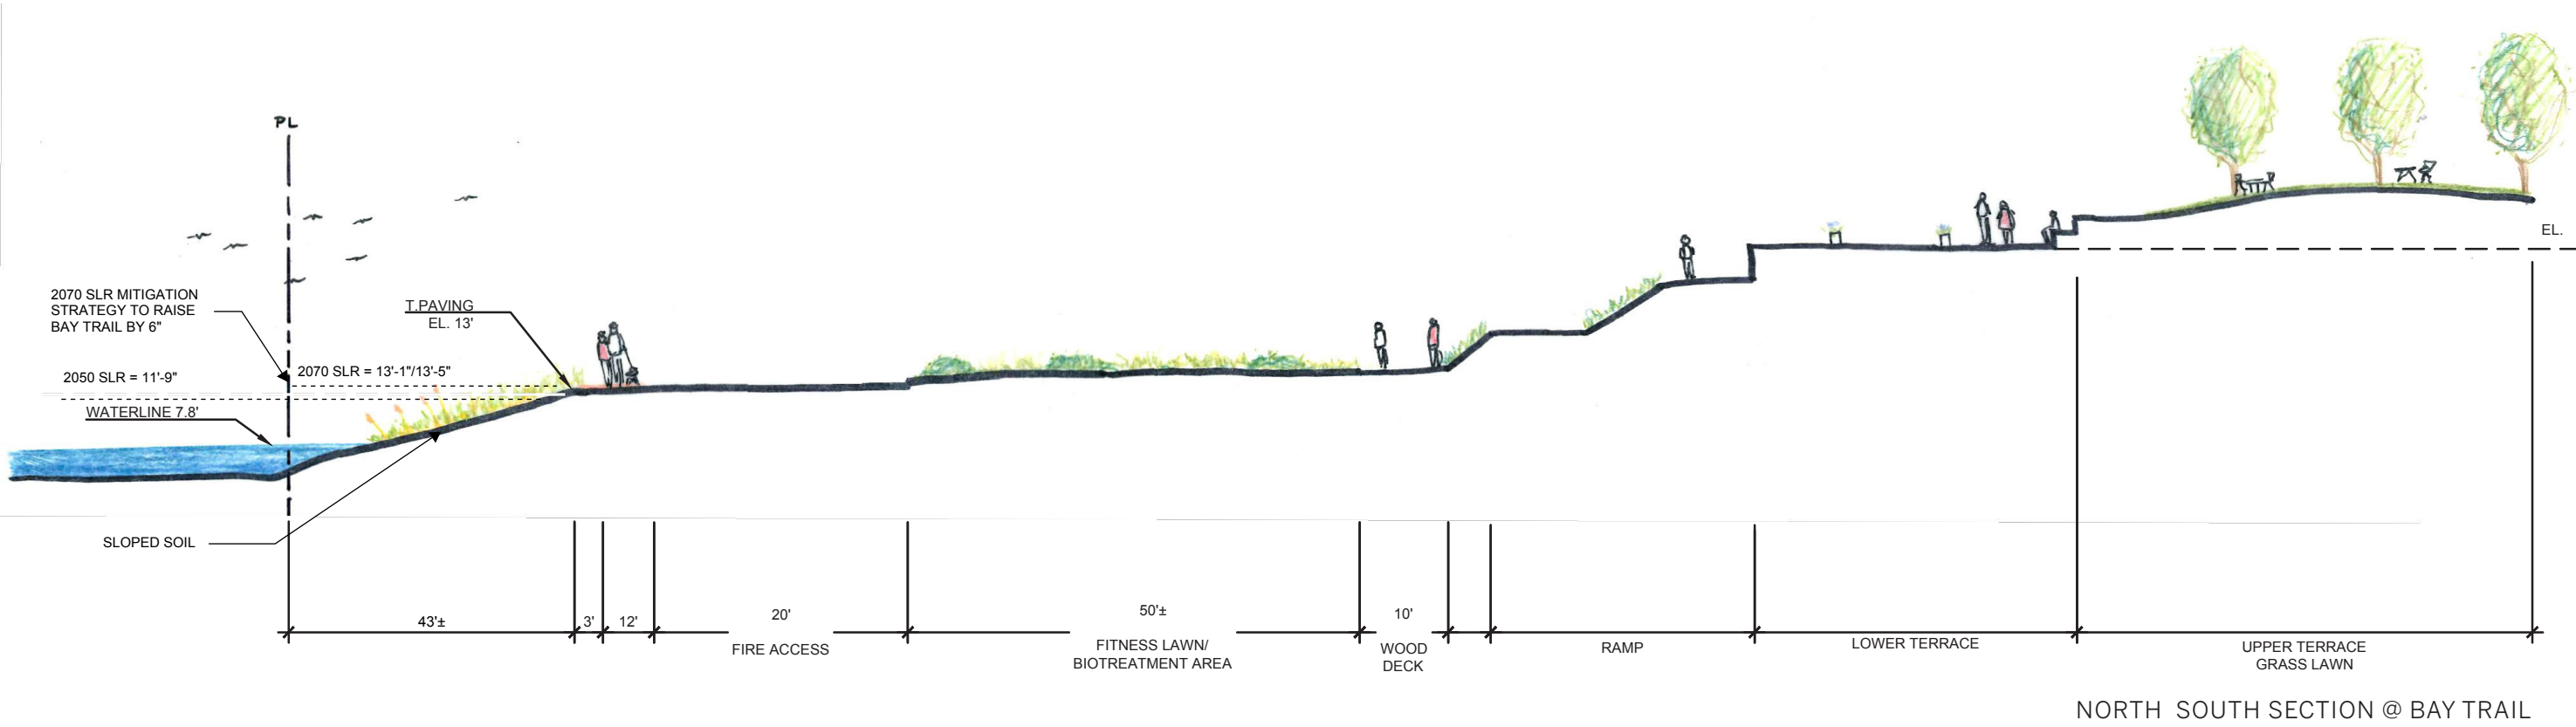 PL
EL.
2070 SLR MITIGATION
STRATEGY TO RAISE
BAY TRAIL BY 6"
T.PAVING
EL. 13'
2050 SLR = 11'-9"
2070 SLR = 13'-1"/13'-5"
WATERLINE 7.8'
SLOPED SOIL
43'±
3'
12'
20'
FIRE ACCESS
50'±
FITNESS LAWN/
BIOTREATMENT AREA
10'
WOOD
DECK
RAMP
LOWER TERRACE
UPPER TERRACE
GRASS LAWN
NORTH SOUTH SECTION @ BAY TRAIL